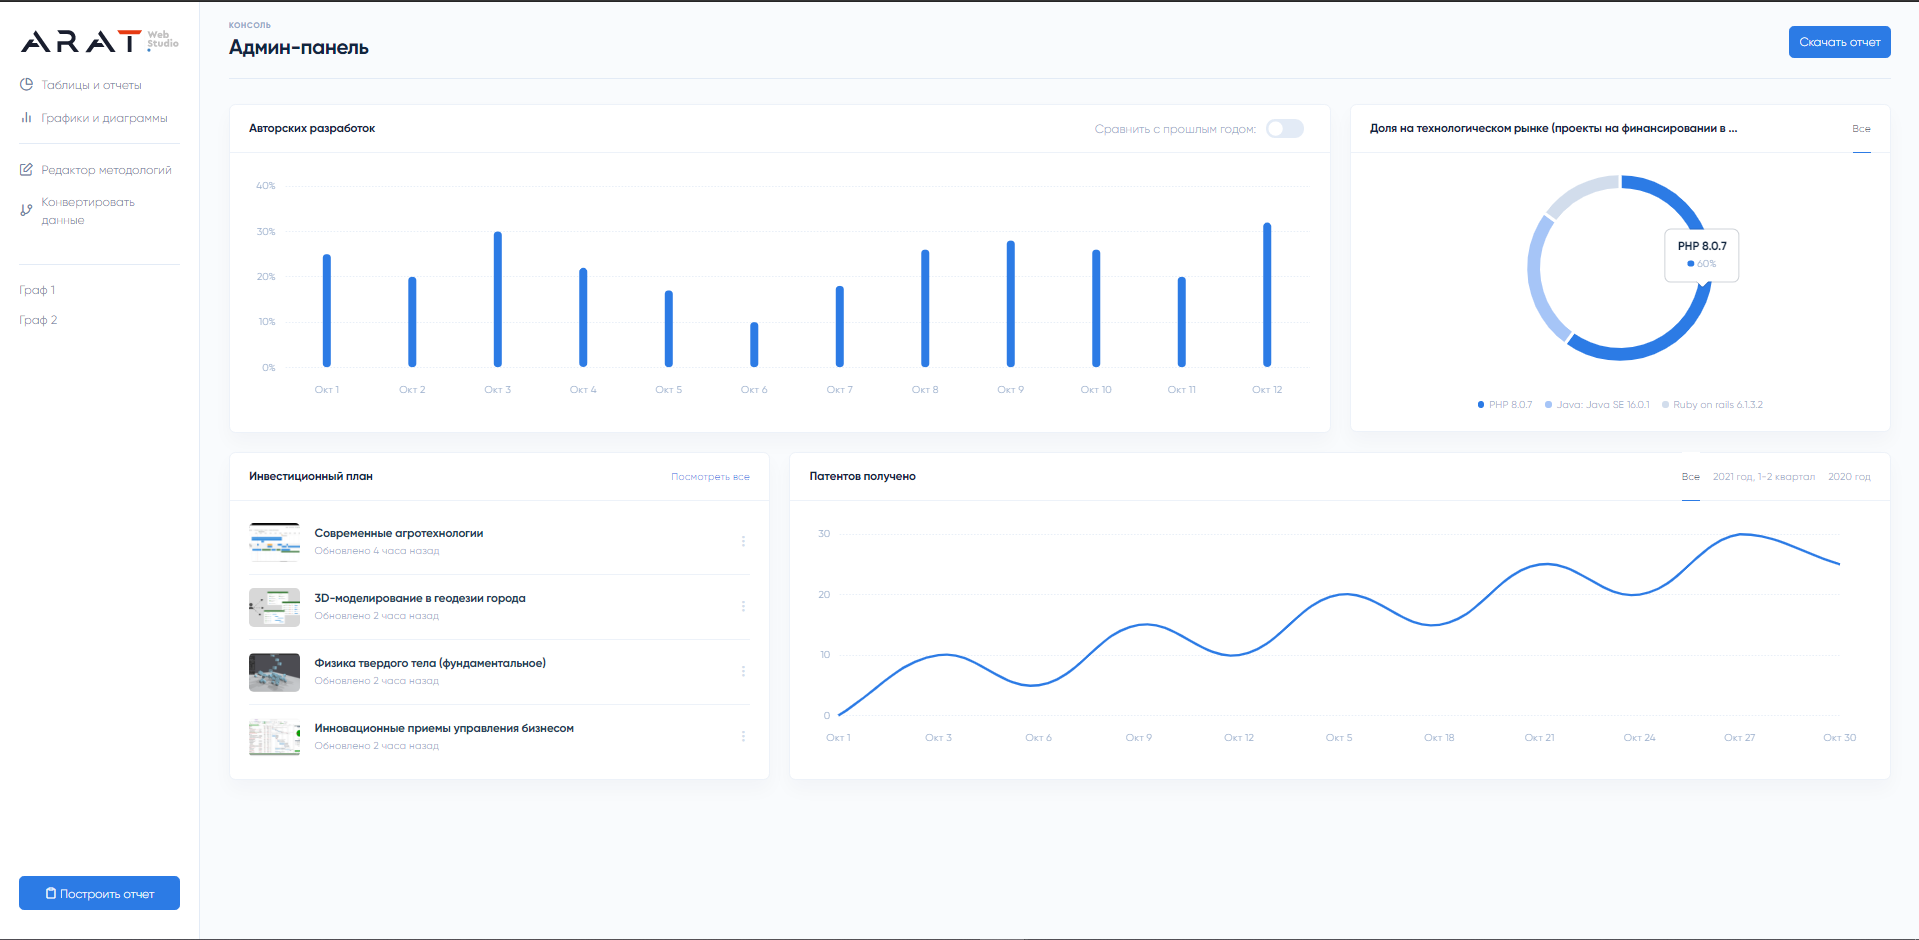 ARAT Web Studio
Таблицы и отчеты
Графики и диаграммы
Редактор методологий
Конвертировать
данные
Граф 1
Граф 2
Построить отчет
КОНСОЛЬ
Админ-панель
Скачать отчет
Авторских разработок
Сравнить с прошлым годом:
40%
30%
20%
10%
0%
Окт 1 Окт 2 Окт 3 Окт 4 Окт 5 Окт 6 Окт 7 Окт 8 Окт 9 Окт 10 Окт 11 Окт 12
Доля на технологическом рынке (проекты на финансировании в ...
Все
PHP 8.0.7
60%
PHP 8.0.7 Java: Java SE 16.0.1 Ruby on rails 6.1.3.2
Инвестиционный план
Посмотреть все
Современные агротехнологии
Обновлено 4 часа назад
3D-моделирование в геодезии города
Обновлено 2 часа назад
Физика твердого тела (фундаментальное)
Обновлено 2 часа назад
Инновационные приемы управления бизнесом
Обновлено 2 часа назад
Патентов получено
Все 2021 год, 1-2 квартал 2020 год
30
20
10
0
Окт 1 Окт 3 Окт 6 Окт 9 Окт 12 Окт 5 Окт 18 Окт 21 Окт 24 Окт 27 Окт 30